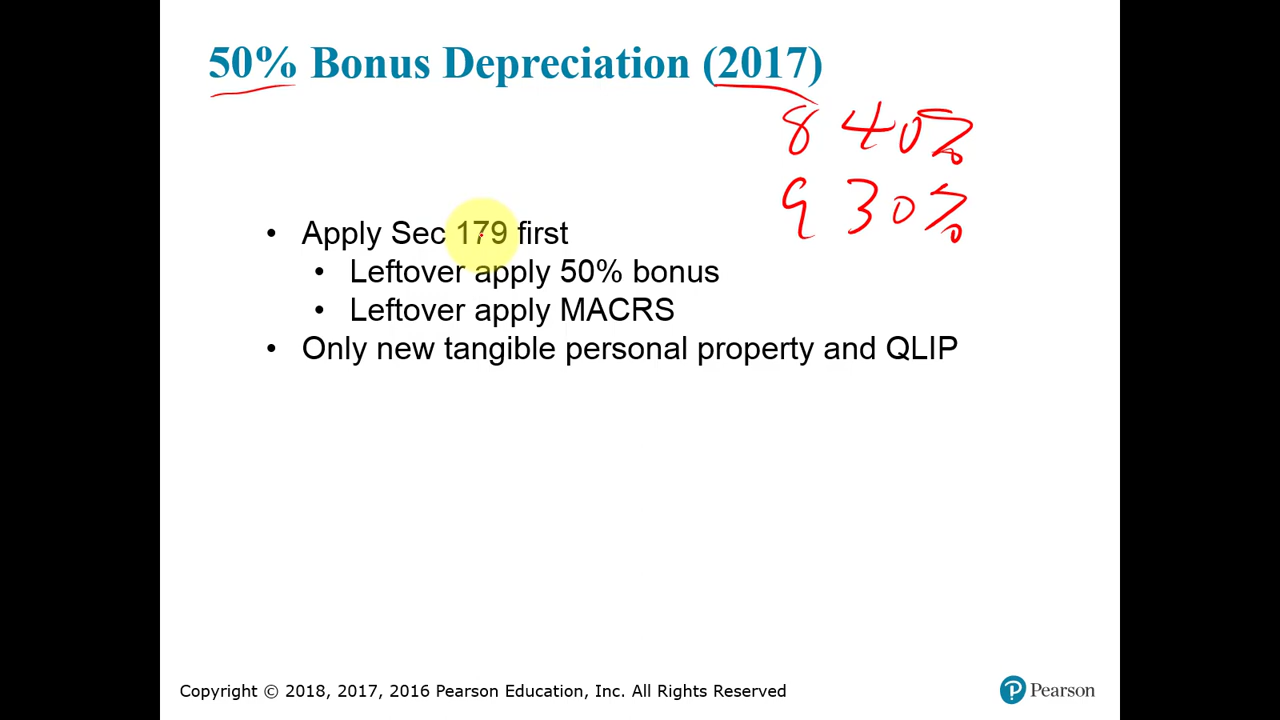 50% Bonus Depreciation (2017)
8 40%
9 30%
• Apply Sec 179 first
• Leftover apply 50% bonus
• Leftover apply MACRS
• Only new tangible personal property and QLIP
Copyright © 2018, 2017, 2016 Pearson Education, Inc. All Rights Reserved
P Pearson